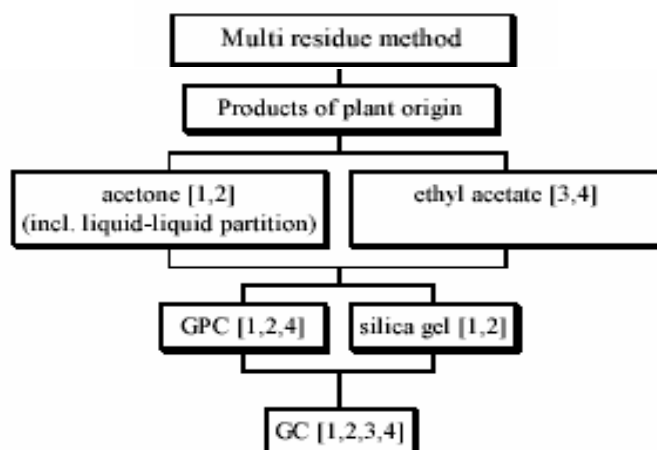 Multi residue method
Products of plant origin
acetone [1,2]
(incl. liquid-liquid partition)
ethyl acetate [3,4]
GPC [1,2,4]
silica gel [1,2]
GC [1,2,3,4]